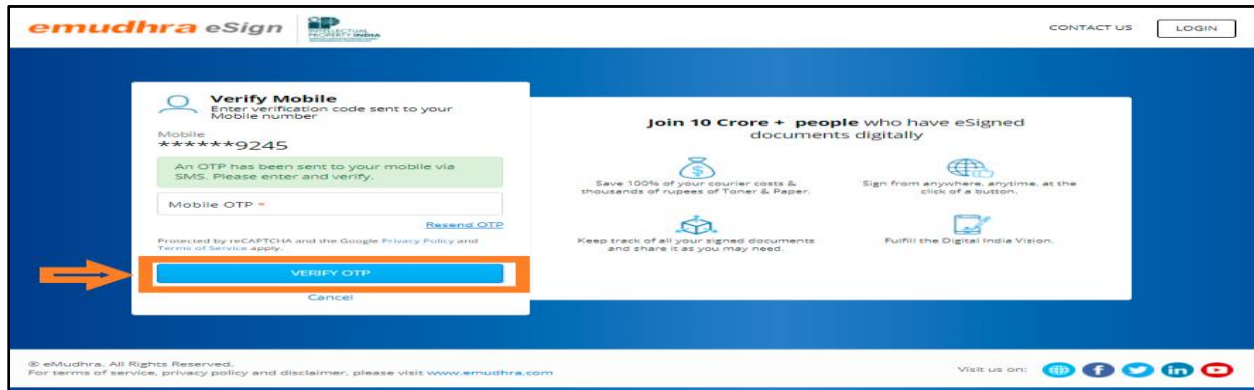 emudhra eSign
INTELLECTUAL
PROPERTY INDIA
CONTACT US
LOGIN
Verify Mobile
Enter verification code sent to your
Mobile number
Mobile
******9245
An OTP has been sent to your mobile via
SMS. Please enter and verify.
Mobile OTP *
Resend OTP
Protected by reCAPTCHA and the Google Privacy Policy and
Terms of Service apply.
VERIFY OTP
Cancel
Join 10 Crore + people who have eSigned
documents digitally
Save 100% of your courier costs &
thousands of rupees of Toner & Paper.
Sign from anywhere, anytime, at the
click of a button.
Keep track of all your signed documents
and share it as you may need.
Fulfill the Digital India Vision.
© eMudhra. All Rights Reserved.
For terms of service, privacy policy and disclaimer, please visit www.emudhra.com
Visit us on: